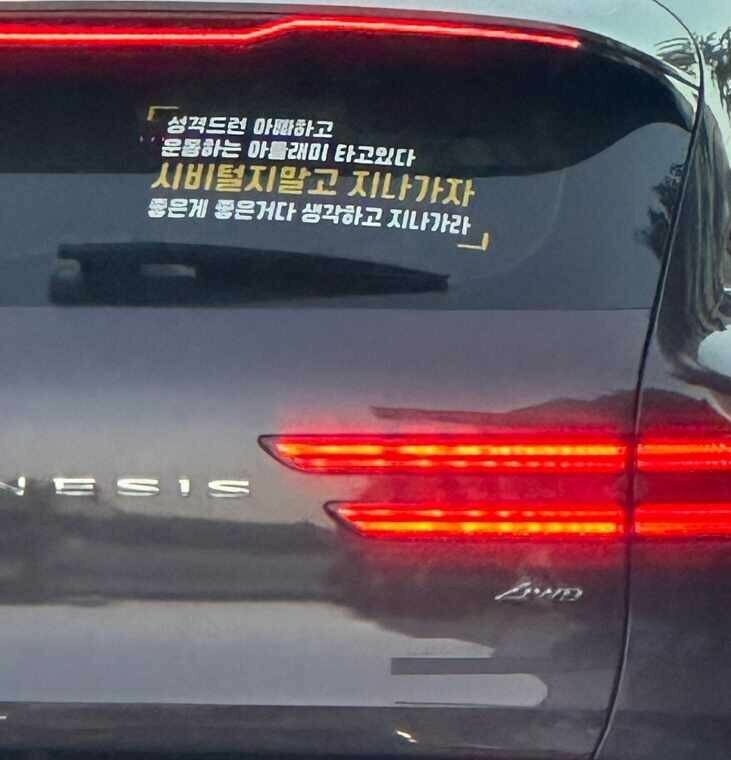 성격드런 아빠하고
운동하는 아들래미 타고있다
시비털지말고 지나가자
좋은게 좋은거다 생각하고 지나가라
NESIS
AWD